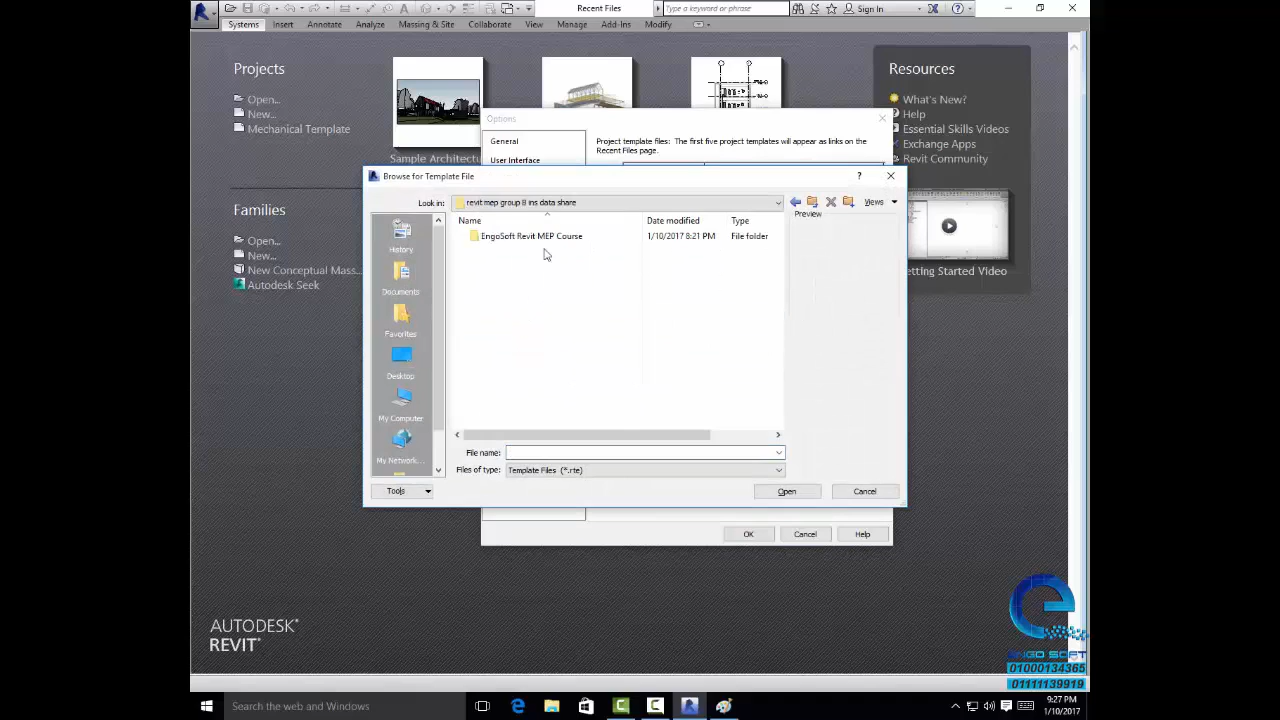 Recent Files
Type a keyword or phrase
Sign In
Systems Insert Annotate Analyze Massing & Site Collaborate View Manage Add-Ins Modify
Projects
Open...
New...
Mechanical Template
Sample Architectu
Resources
What's New?
Help
Essential Skills Videos
Exchange Apps
Revit Community
etting Started Video
Families
Open...
New...
New Conceptual Mass...
Autodesk Seek
Options
General
User Interface
Project template files: The first five project templates will appear as links on the
Recent Files page.
Browse for Template File
Look in:
revit mep group 8 ins data share
Views
Name Date modified Type
EngoSoft Revit MEP Course 1/10/2017 8:21 PM File folder
Preview
History
Documents
Favorites
Desktop
My Computer
My Network...
File name:
Files of type: Template Files (*.rte)
Tools
Open
Cancel
OK Cancel Help
AUTODESK®
REVIT®
ENGO SOFT
01000134365
01111139919
Search the web and Windows
9:27 PM
1/10/2017